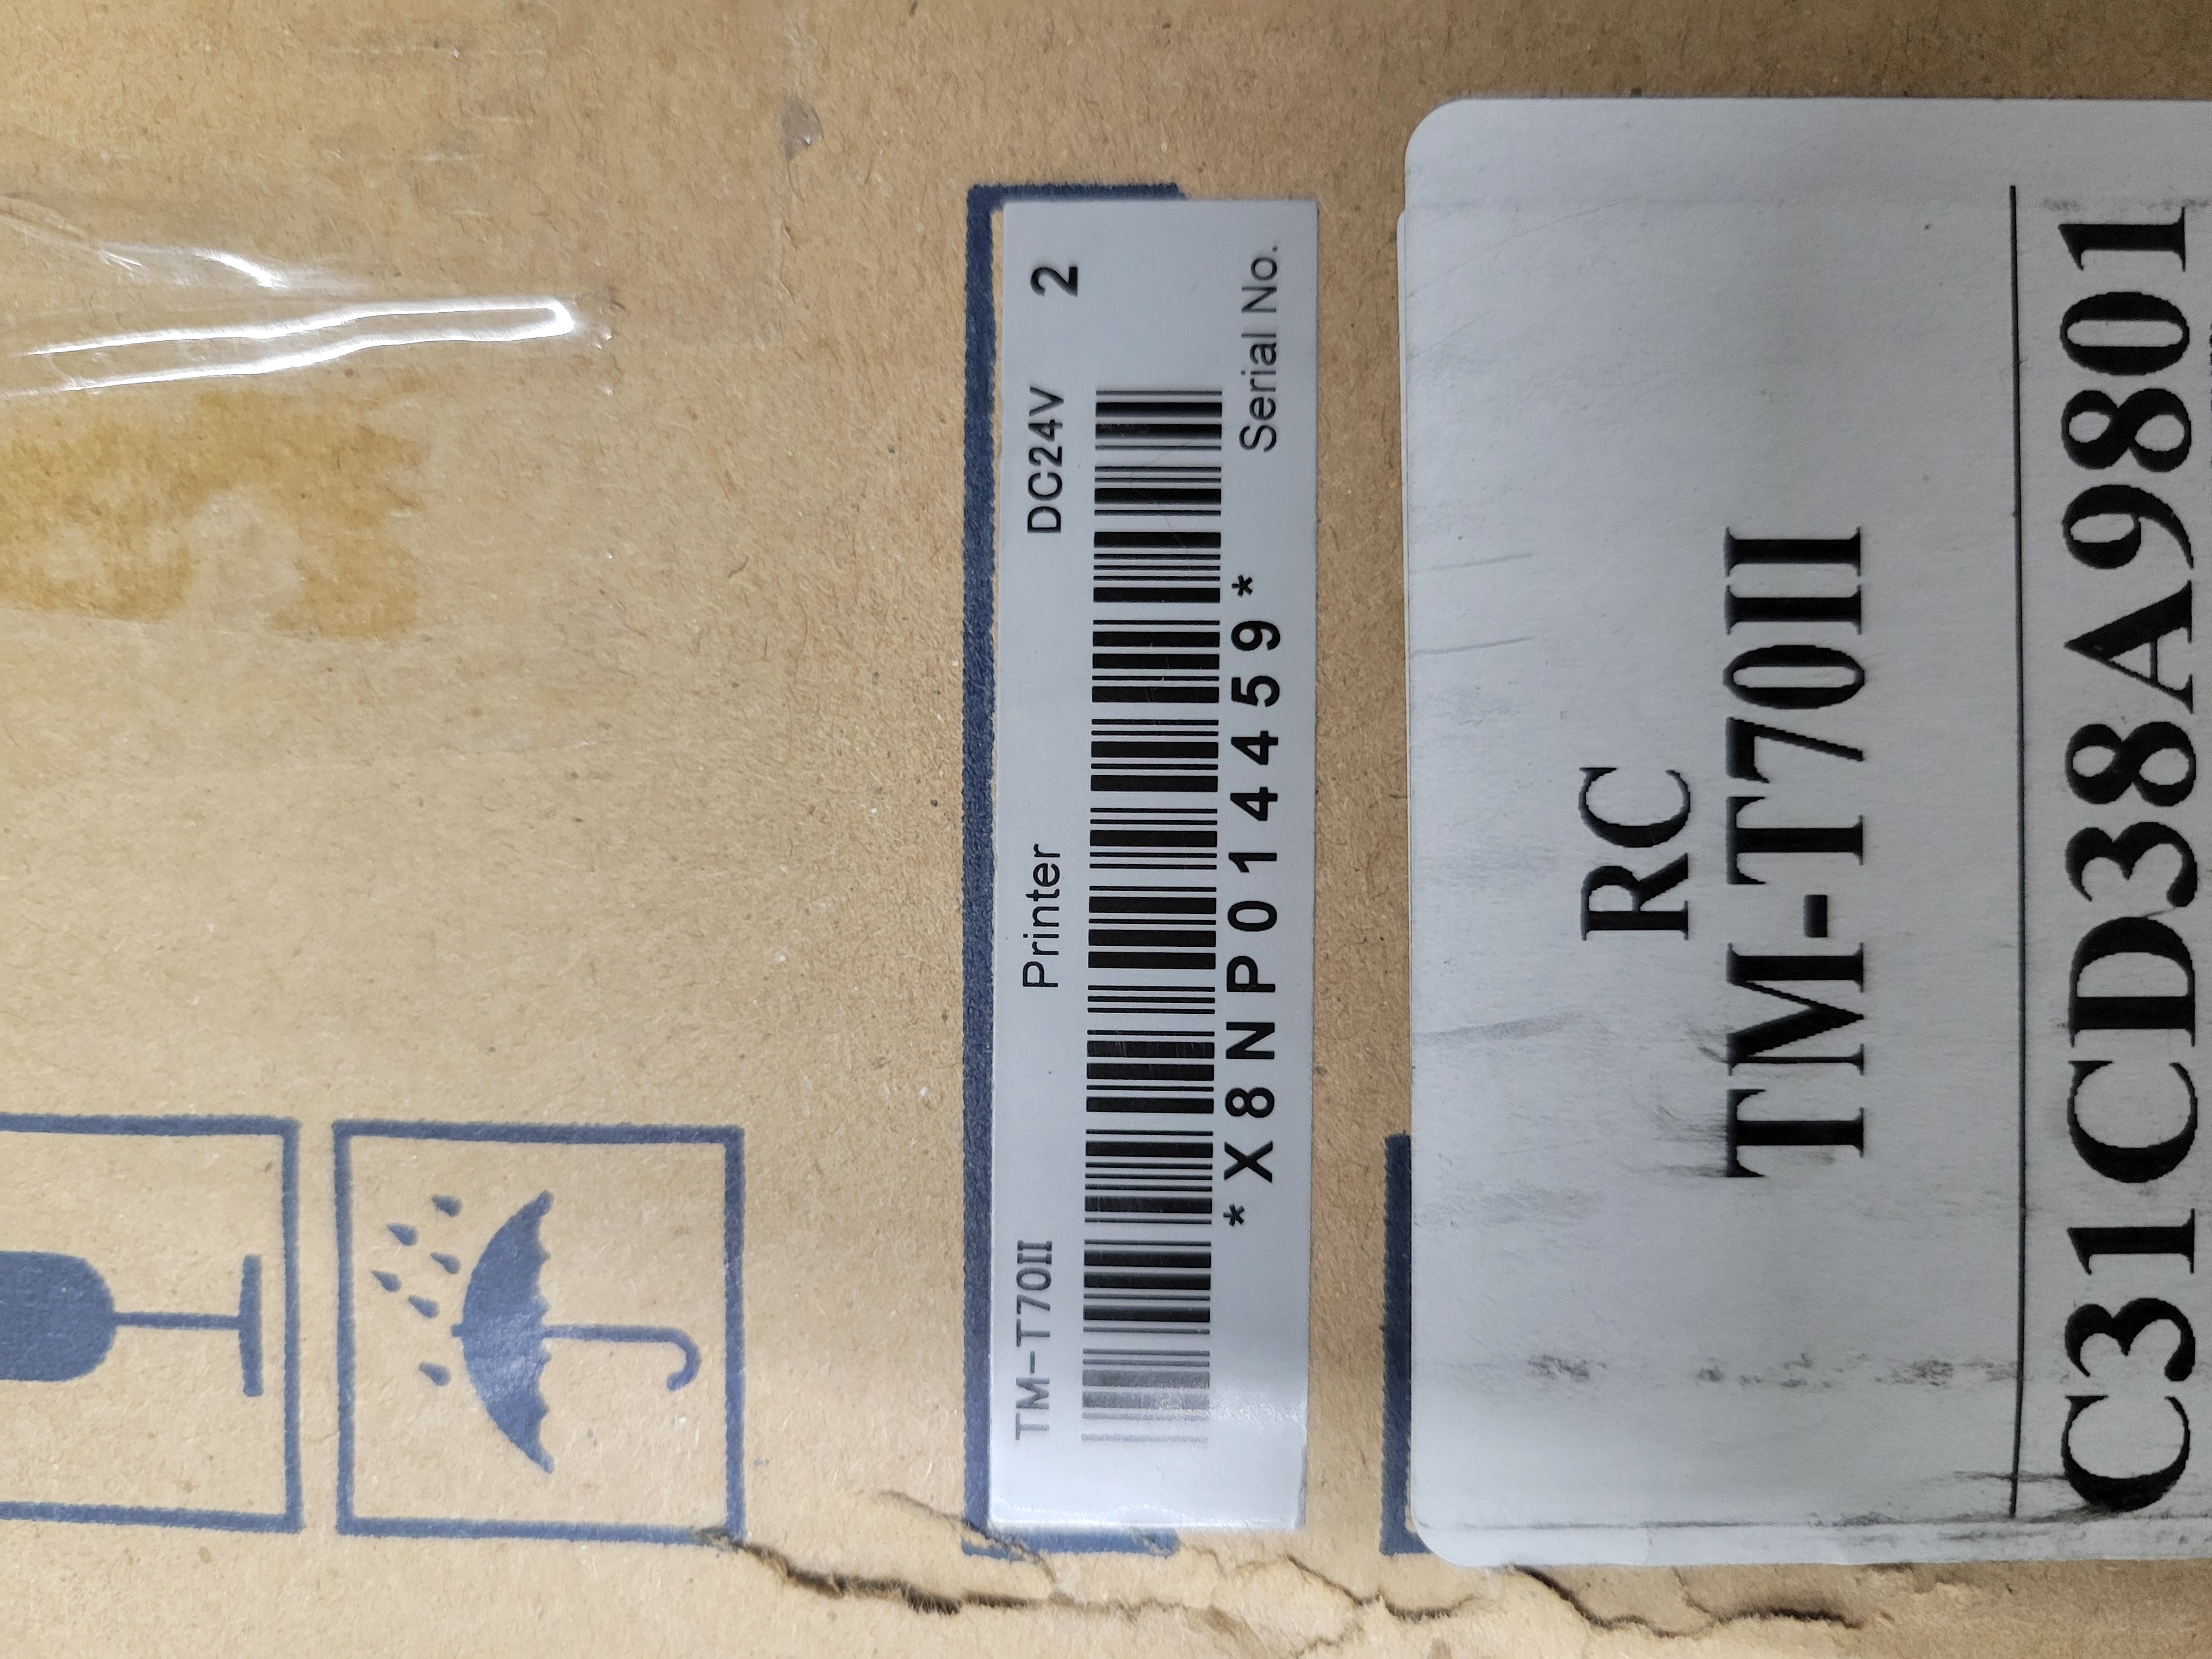 TM-T70II Printer DC24V 2
*X8NP014459*
Serial No.
RC
TM-T70II
C31CD38A9801